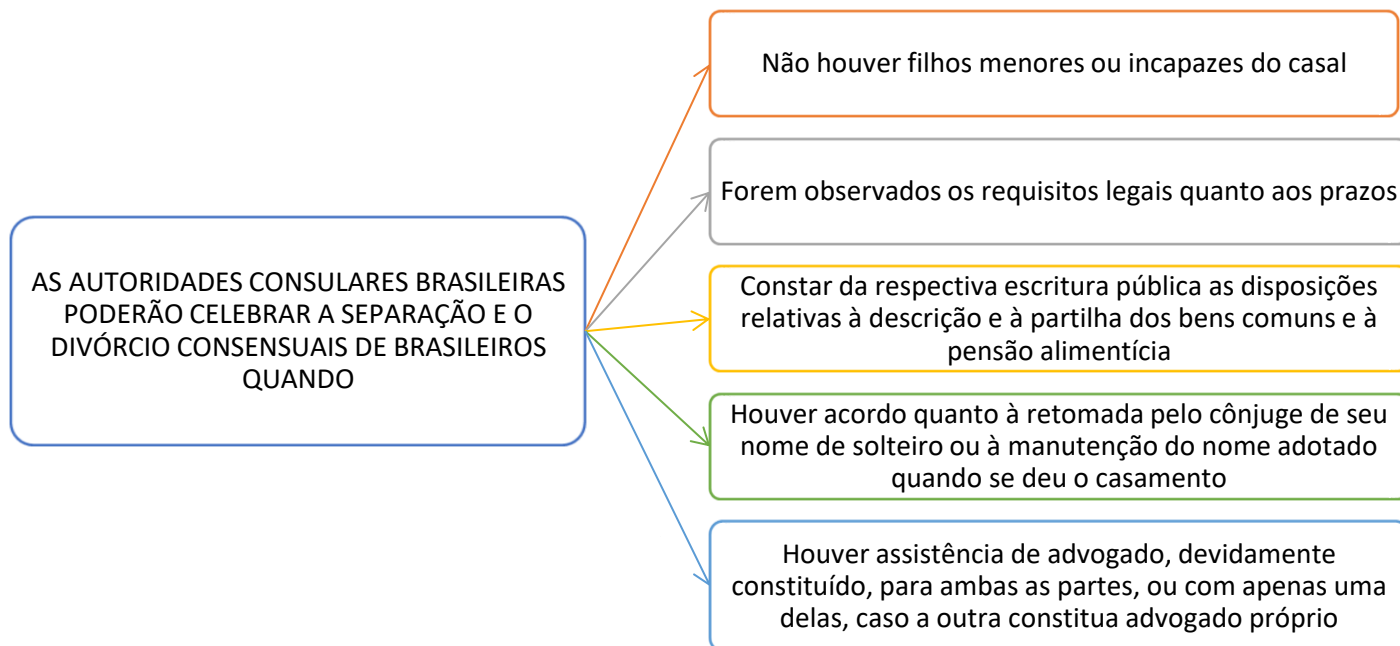 AS AUTORIDADES CONSULARES BRASILEIRAS
PODERÃO CELEBRAR A SEPARAÇÃO E O
DIVÓRCIO CONSENSUAIS DE BRASILEIROS
QUANDO
Não houver filhos menores ou incapazes do casal
Forem observados os requisitos legais quanto aos prazos
Constar da respectiva escritura pública as disposições
relativas à descrição e à partilha dos bens comuns e à
pensão alimentícia
Houver acordo quanto à retomada pelo cônjuge de seu
nome de solteiro ou à manutenção do nome adotado
quando se deu o casamento
Houver assistência de advogado, devidamente
constituído, para ambas as partes, ou com apenas uma
delas, caso a outra constitua advogado próprio